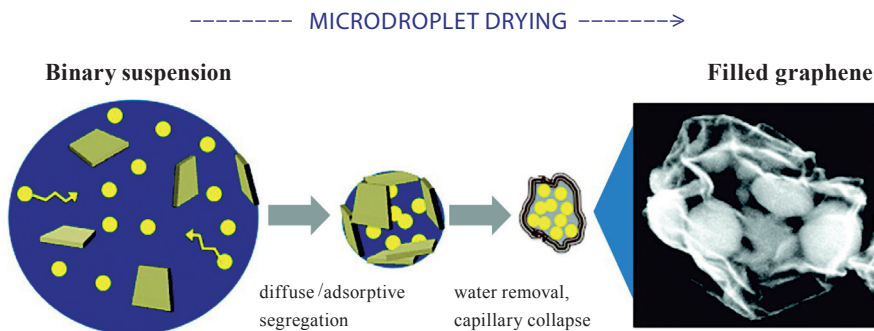 MICRODROPLET DRYING
Binary suspension
Filled graphene
diffuse/adsorptive
segregation
water removal,
capillary collapse